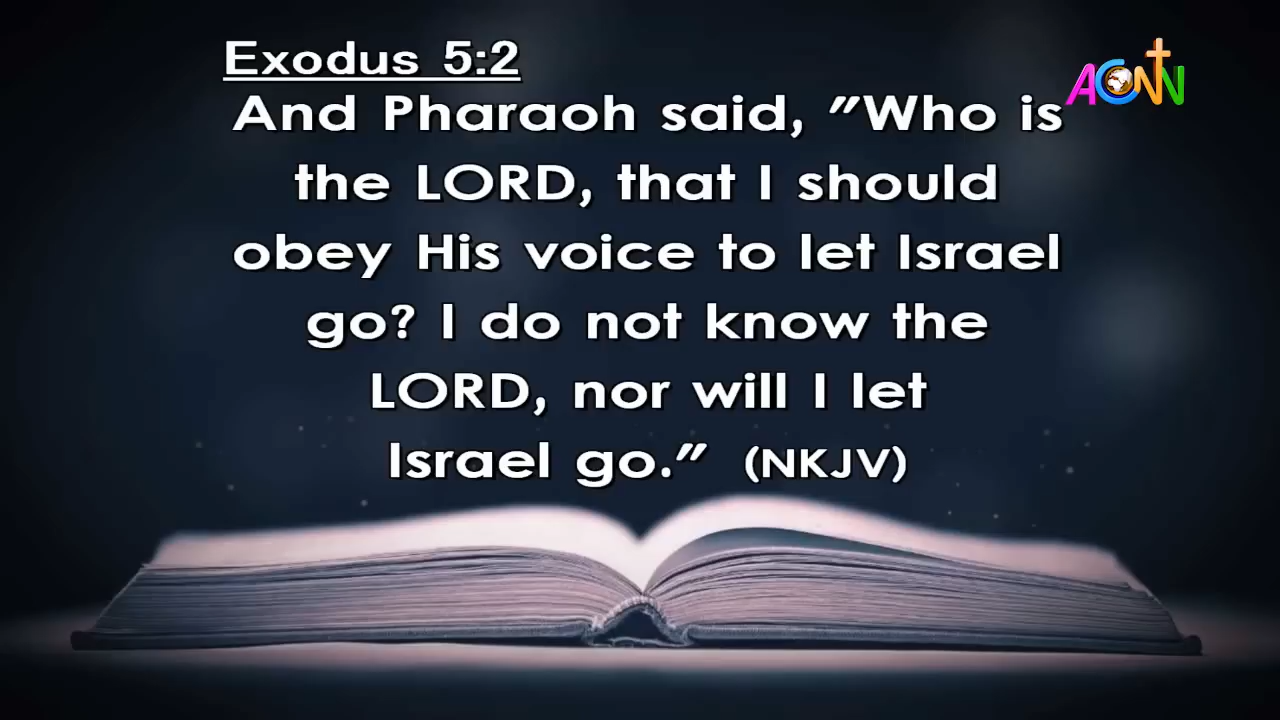 Exodus 5:2
ACNN
And Pharaoh said, "Who is
the LORD, that I should
obey His voice to let Israel
go? I do not know the
LORD, nor will I let
Israel go." (NKJV)